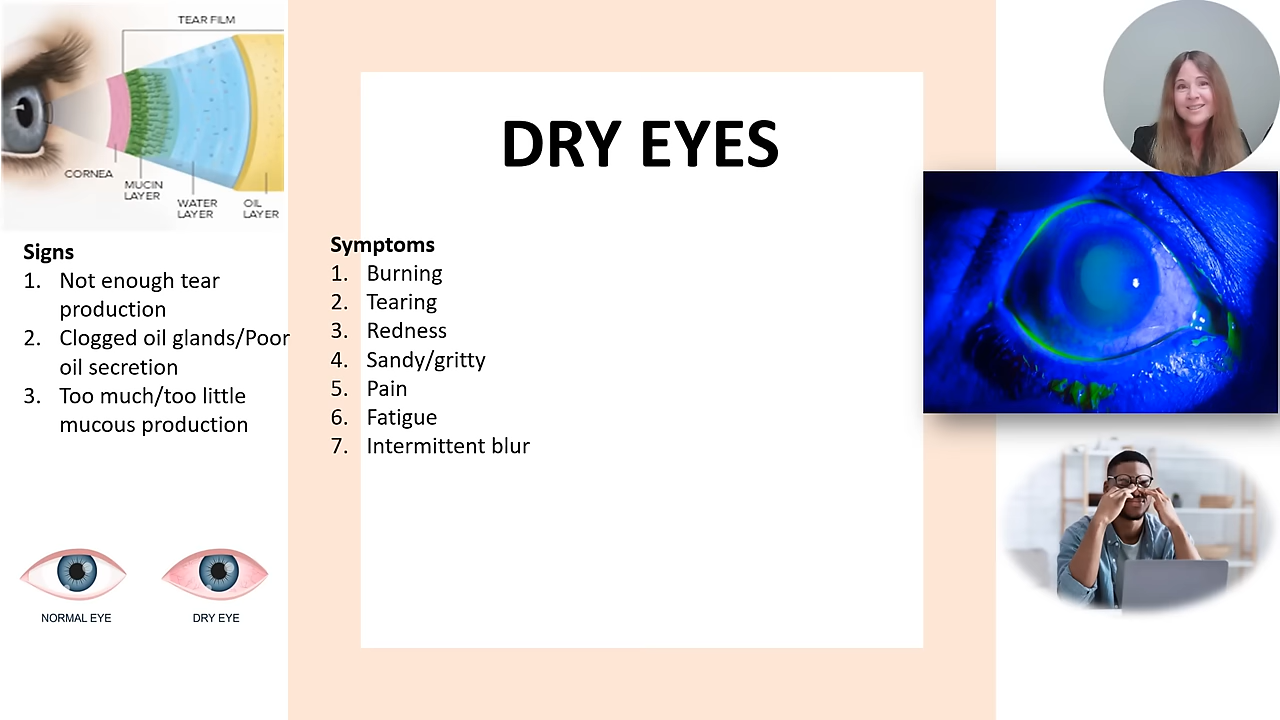 TEAR FILM
CORNEA
MUCIN
LAYER
WATER
LAYER
OIL
LAYER
DRY EYES
Signs
1. Not enough tear
production
2. Clogged oil glands/Poor
oil secretion
3. Too much/too little
mucous production
Symptoms
1. Burning
2. Tearing
3. Redness
4. Sandy/gritty
5. Pain
6. Fatigue
7. Intermittent blur
NORMAL EYE
DRY EYE